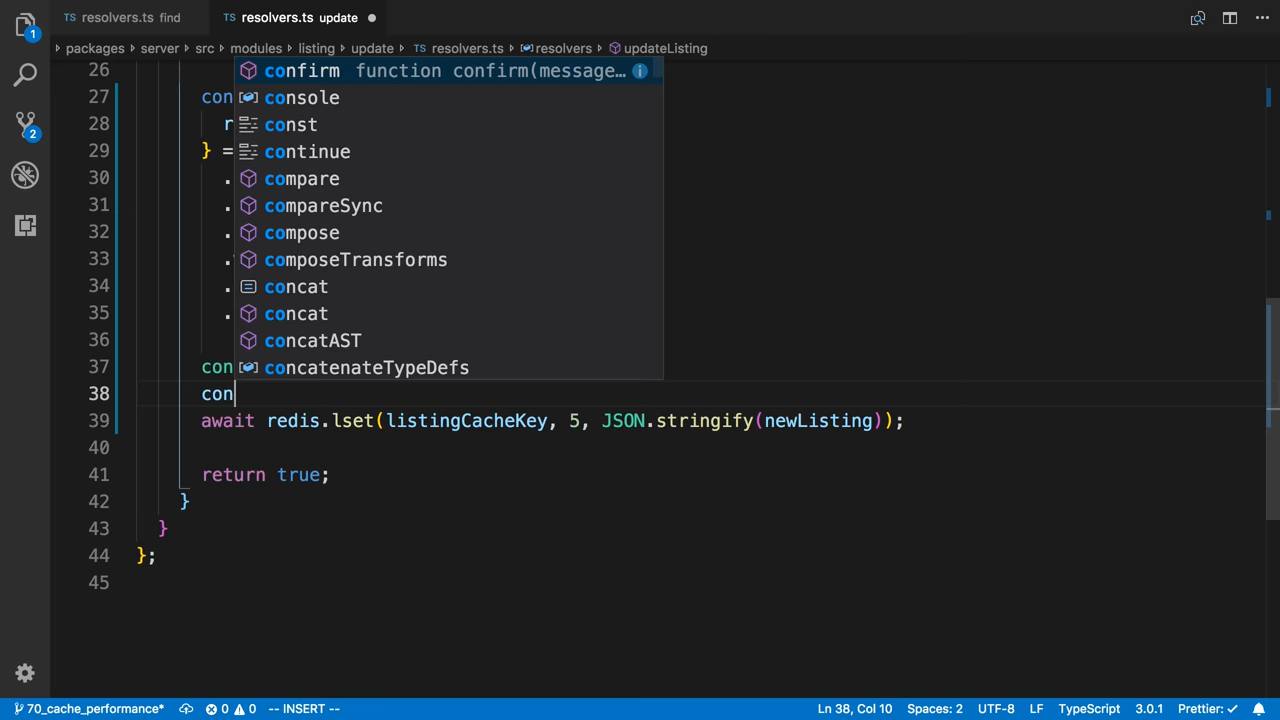 TS resolvers.ts find
TS resolvers.ts update
1
packages server src modules listing update TS resolvers.ts resolvers updateListing
26
confirm function confirm(message…
27 con
console
28 r
const
29 } =
continue
30 .
compare
31 .
compareSync
32 .
compose
33 .
composeTransforms
34 .
concat
35 .
concat
36
concatAST
37 con
concatenateTypeDefs
38 con
39 await redis.lset(listingCacheKey, 5, JSON.stringify(newListing));
40
41 return true;
42 }
43 }
44 };
45
2
70_cache_performance* 0 0 -- INSERT -- Ln 38, Col 10 Spaces: 2 UTF-8 LF TypeScript 3.0.1 Prettier: ✓